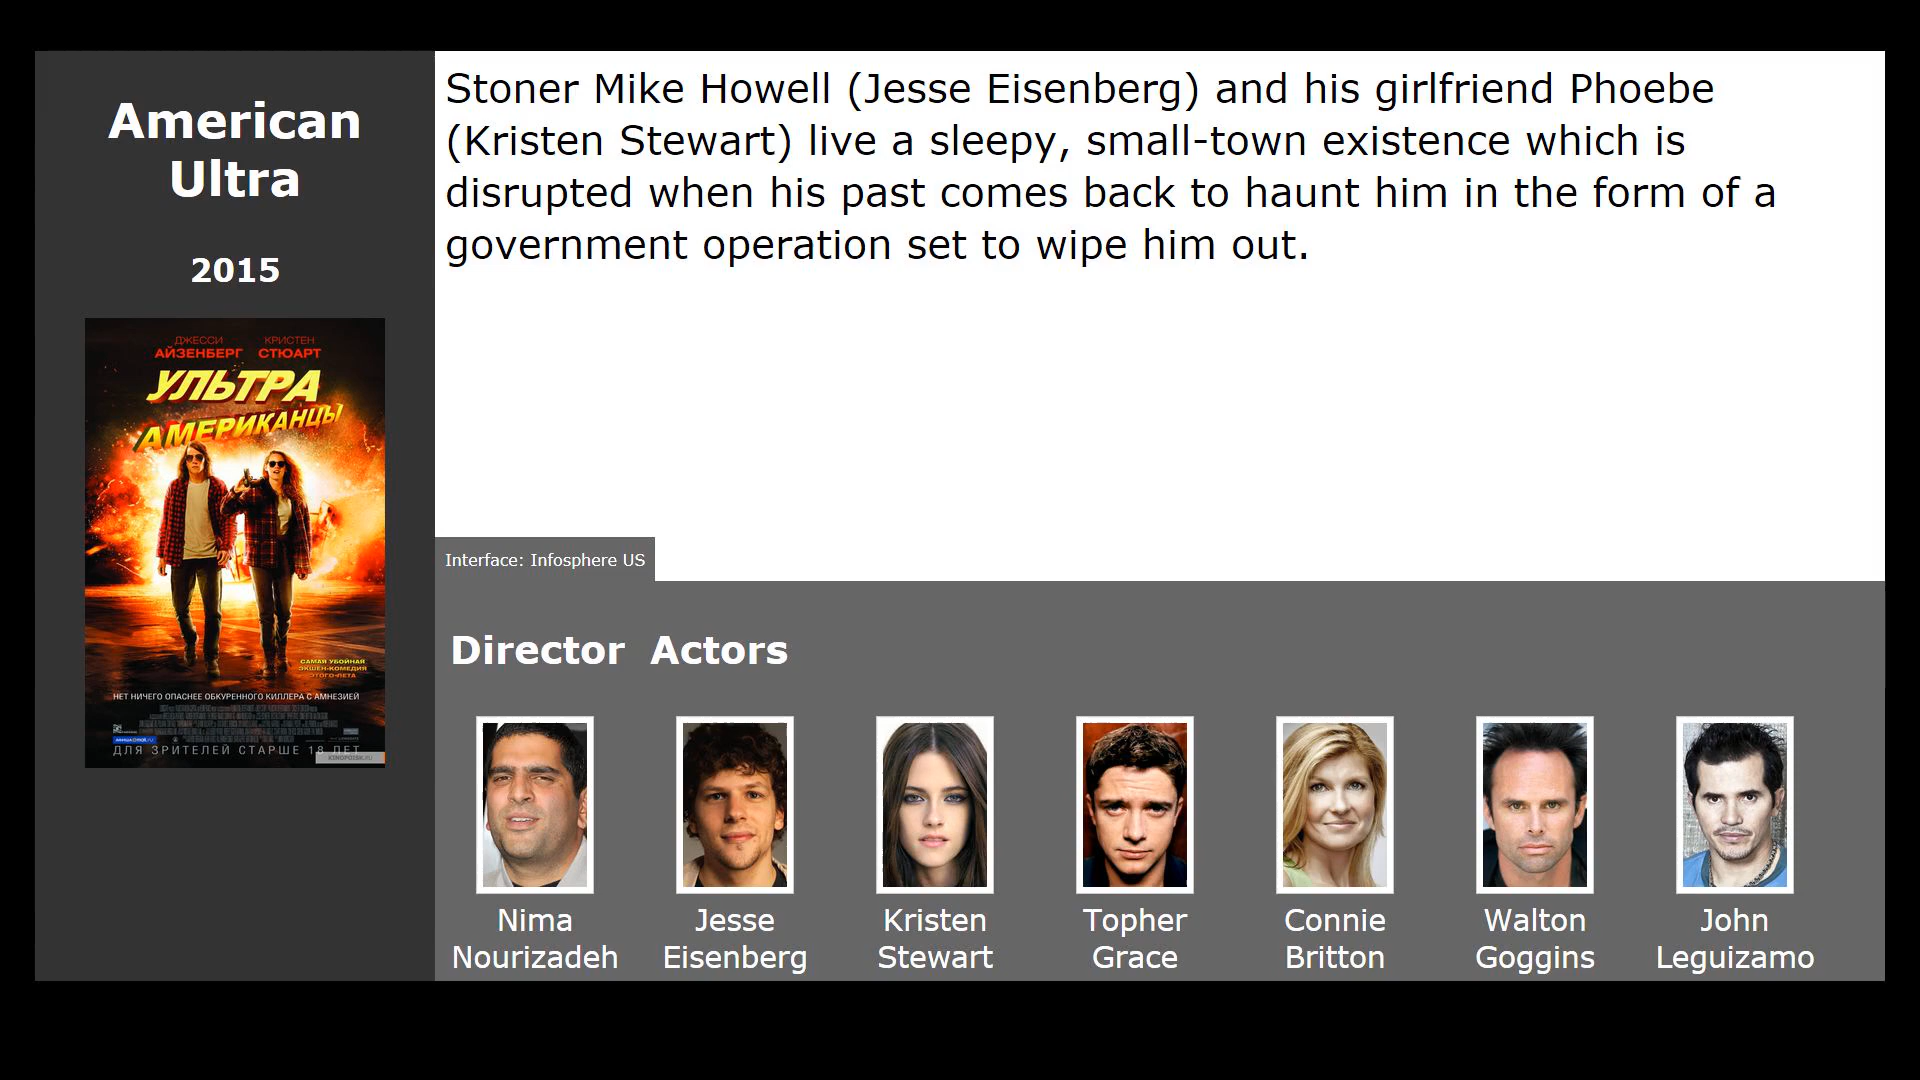 American
Ultra
2015
ДЖЕССИ КРИСТЕН
АЙЗЕНБЕРГ СТЮАРТ
УЛЬТРА
АМЕРИКАНЦЫ
САМАЯ УБОЙНАЯ
ЭКШЕН-КОМЕДИЯ
ЭТОГО ЛЕТА
НЕТ НИЧЕГО ОПАСНЕЕ ОБКУРЕННОГО КИЛЛЕРА С АМНЕЗИЕЙ
ДЛЯ ЗРИТЕЛЕЙ СТАРШЕ 18 ЛЕТ
KINOPOISK.RU
Stoner Mike Howell (Jesse Eisenberg) and his girlfriend Phoebe
(Kristen Stewart) live a sleepy, small-town existence which is
disrupted when his past comes back to haunt him in the form of a
government operation set to wipe him out.
Interface: Infosphere US
Director Actors
Nima
Nourizadeh
Jesse
Eisenberg
Kristen
Stewart
Topher
Grace
Connie
Britton
Walton
Goggins
John
Leguizamo